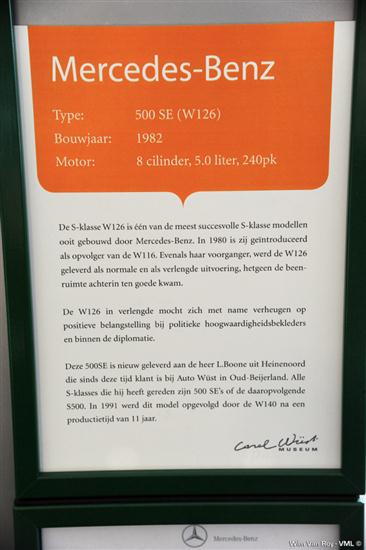 Mercedes-Benz
Type: 500 SE (W126)
Bouwjaar: 1982
Motor: 8 cilinder, 5.0 liter, 240pk
De S-klasse W126 is één van de meest succesvolle S-klasse modellen
ooit gebouwd door Mercedes-Benz. In 1980 is zij geïntroduceerd
als opvolger van de W116. Evenals haar voorganger, werd de W126
geleverd als normale en als verlengde uitvoering, hetgeen de been-
ruimte achterin ten goede kwam.
De W126 in verlengde mocht zich met name verheugen op
positieve belangstelling bij politieke hoogwaardigheidsbekleders
en binnen de diplomatie.
Deze 500SE is nieuw geleverd aan de heer L.Boone uit Heinenoord
die sinds deze tijd klant is bij Auto Wüst in Oud-Beijerland. Alle
S-klasses die hij heeft gereden zijn 500 SE's of de daaropvolgende
S500. In 1991 werd dit model opgevolgd door de W140 na een
productietijd van 11 jaar.
Carel Wüst
MUSEUM
Mercedes-Benz
Wim Van Roy - VML ©